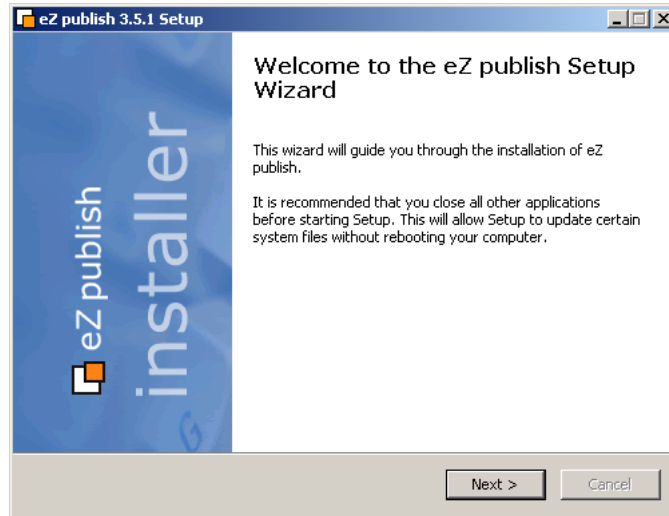 eZ publish 3.5.1 Setup
eZ publish
installer
Welcome to the eZ publish Setup
Wizard
This wizard will guide you through the installation of eZ
publish.
It is recommended that you close all other applications
before starting Setup. This will allow Setup to update certain
system files without rebooting your computer.
Next >
Cancel